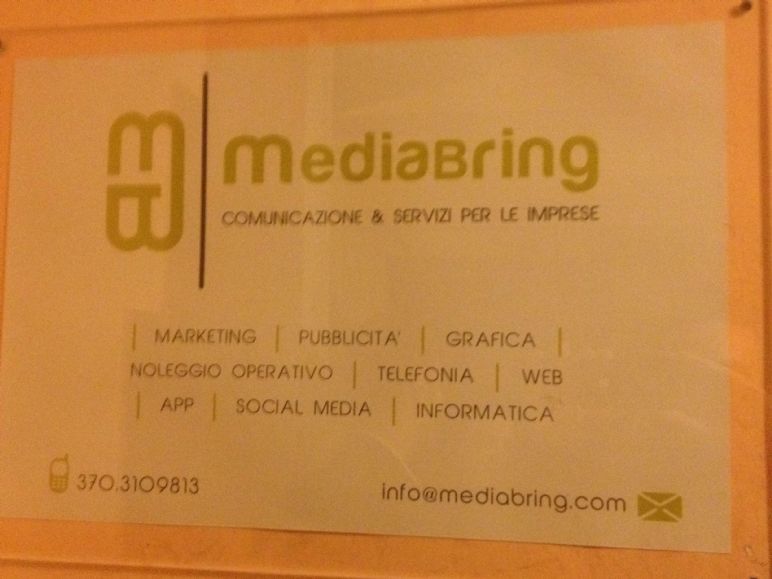 mB
mediaBring
COMUNICAZIONE & SERVIZI PER LE IMPRESE
| MARKETING | PUBBLICITA' | GRAFICA |
NOLEGGIO OPERATIVO | TELEFONIA | WEB
| APP | SOCIAL MEDIA | INFORMATICA
370.3109813
info@mediabring.com